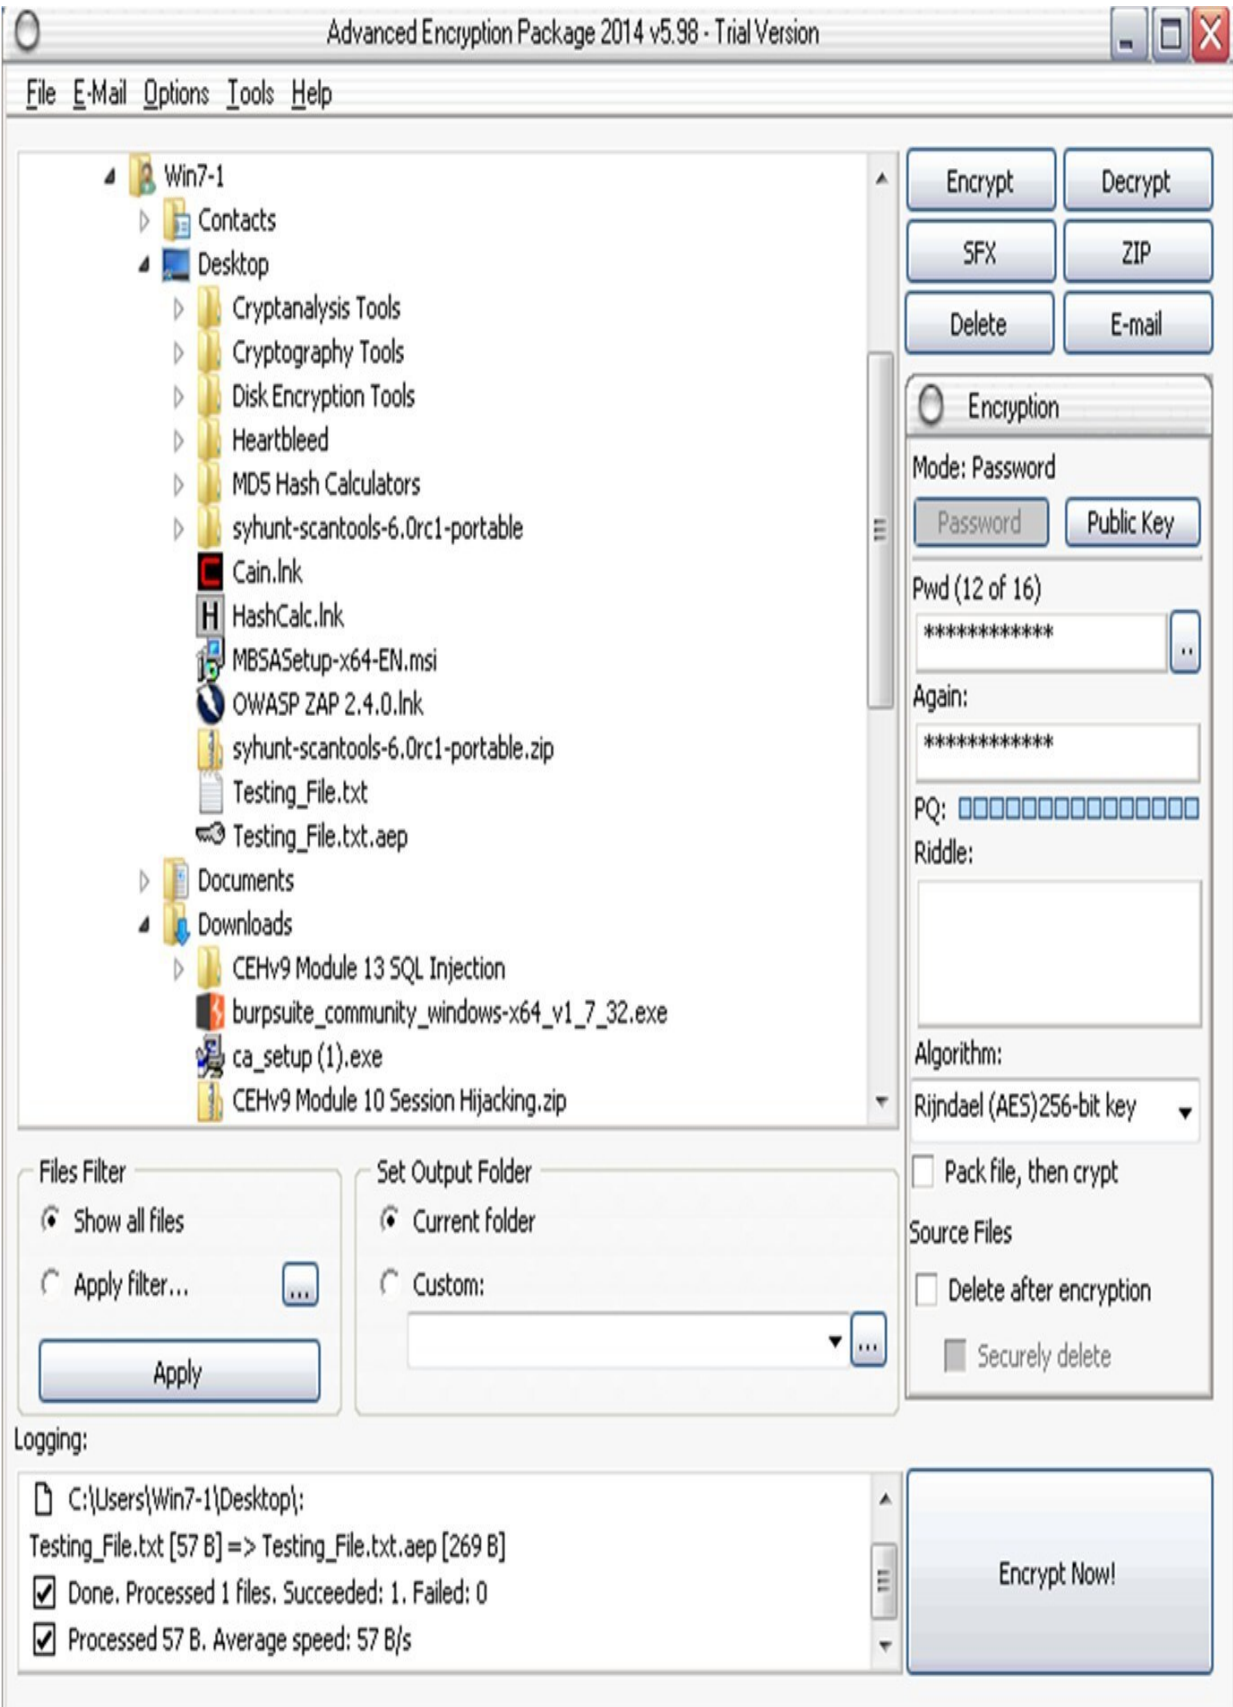 Advanced Encryption Package 2014 v5.98 - Trial Version
File E-Mail Options Tools Help
Win7-1
Contacts
Desktop
Cryptanalysis Tools
Cryptography Tools
Disk Encryption Tools
Heartbleed
MD5 Hash Calculators
syhunt-scantools-6.0rc1-portable
Cain.lnk
HashCalc.lnk
MBSASetup-x64-EN.msi
OWASP ZAP 2.4.0.lnk
syhunt-scantools-6.0rc1-portable.zip
Testing_File.txt
Testing_File.txt.aep
Documents
Downloads
CEHv9 Module 13 SQL Injection
burpsuite_community_windows-x64_v1_7_32.exe
ca_setup (1).exe
CEHv9 Module 10 Session Hijacking.zip
Encrypt Decrypt
SFX ZIP
Delete E-mail
Encryption
Mode: Password
Password Public Key
Pwd (12 of 16)
************ ..
Again:
************
PQ:
Riddle:
Algorithm:
Rijndael (AES)256-bit key
Pack file, then crypt
Source Files
Delete after encryption
Securely delete
Files Filter
Show all files
Apply filter... ...
Apply
Set Output Folder
Current folder
Custom:
...
Logging:
C:\Users\Win7-1\Desktop\:
Testing_File.txt [57 B] => Testing_File.txt.aep [269 B]
Done. Processed 1 files. Succeeded: 1. Failed: 0
Processed 57 B. Average speed: 57 B/s
Encrypt Now!